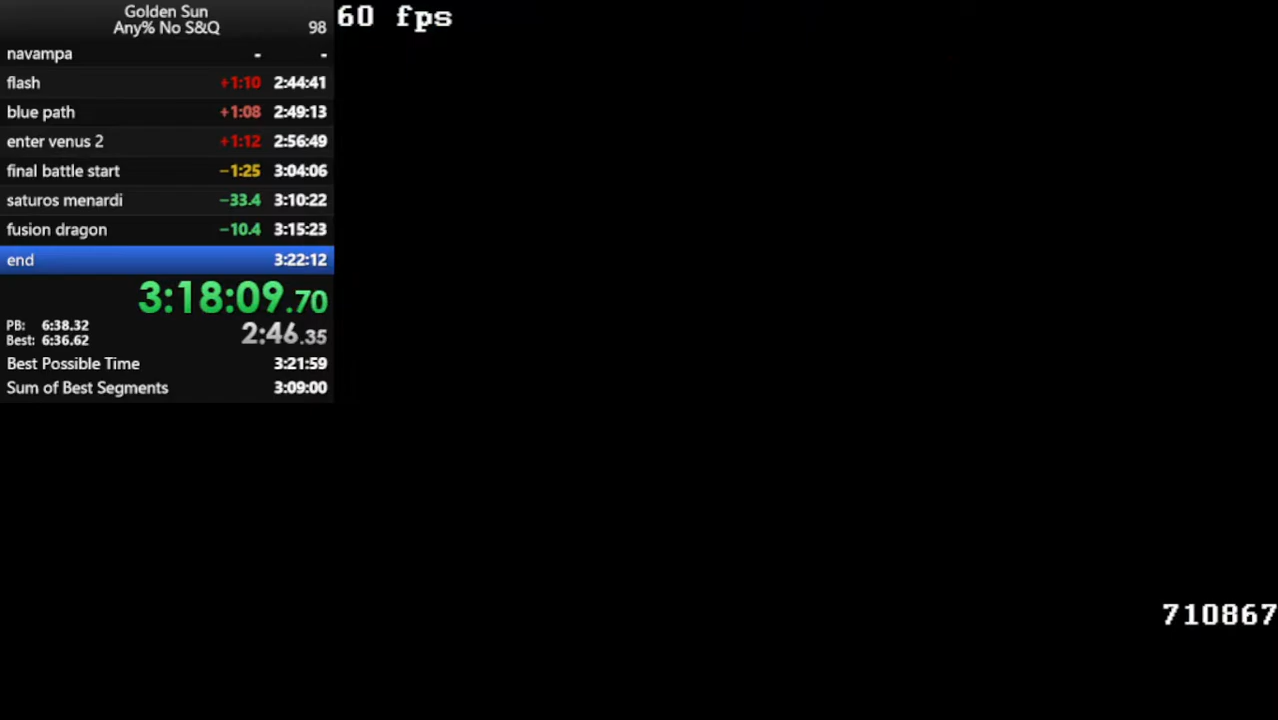 Golden Sun
Any% No S&Q 98
60 fps
navampa - -
flash +1:10 2:44:41
blue path +1:08 2:49:13
enter venus 2 +1:12 2:56:49
final battle start −1:25 3:04:06
saturos menardi −33.4 3:10:22
fusion dragon −10.4 3:15:23
end 3:22:12
3:18:09.70
PB: 6:38.32
Best: 6:36.62
2:46.35
Best Possible Time 3:21:59
Sum of Best Segments 3:09:00
710867